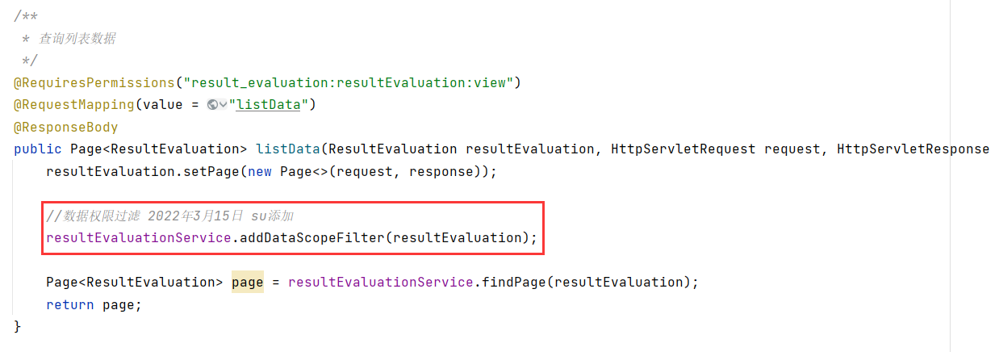 /**
 * 查询列表数据
 */
@RequiresPermissions("result_evaluation:resultEvaluation:view")
@RequestMapping(value = "listData")
@ResponseBody
public Page<ResultEvaluation> listData(ResultEvaluation resultEvaluation, HttpServletRequest request, HttpServletResponse
    resultEvaluation.setPage(new Page<>(request, response));
    //数据权限过滤 2022年3月15日 su添加
    resultEvaluationService.addDataScopeFilter(resultEvaluation);
    Page<ResultEvaluation> page = resultEvaluationService.findPage(resultEvaluation);
    return page;
}